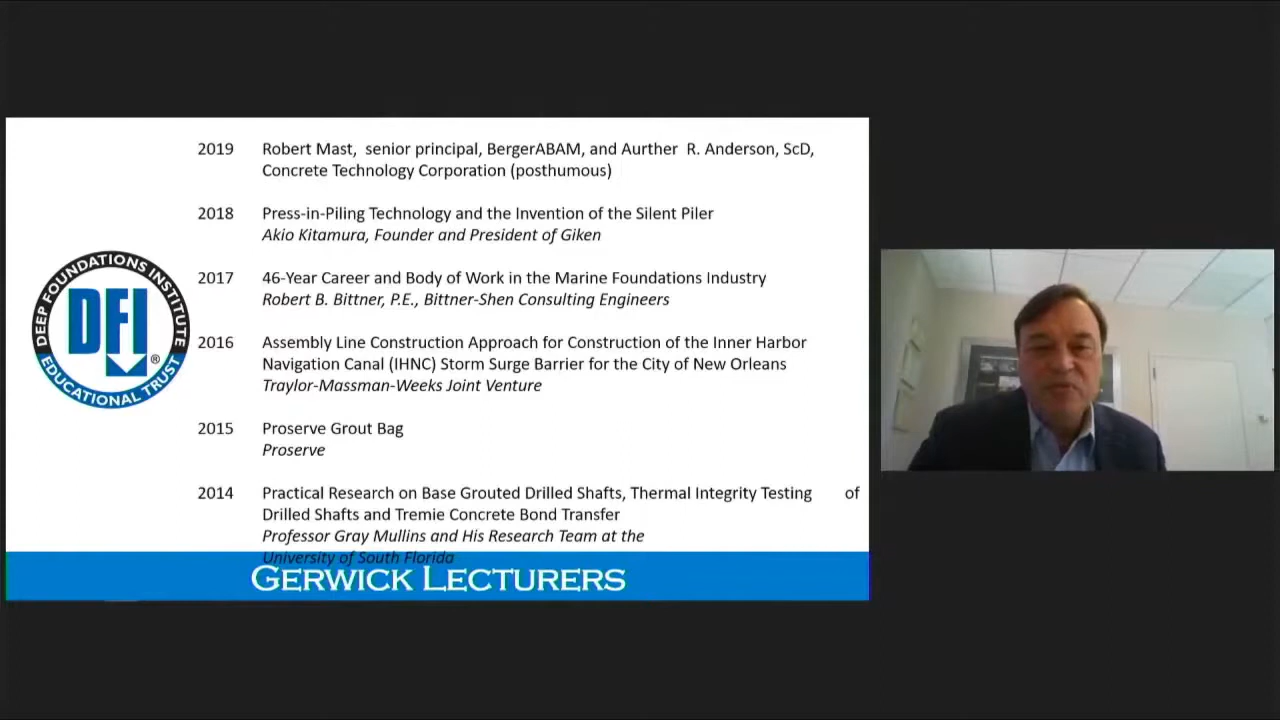 2019 Robert Mast, senior principal, BergerABAM, and Aurther R. Anderson, ScD,
Concrete Technology Corporation (posthumous)
2018 Press-in-Piling Technology and the Invention of the Silent Piler
Akio Kitamura, Founder and President of Giken
2017 46-Year Career and Body of Work in the Marine Foundations Industry
Robert B. Bittner, P.E., Bittner-Shen Consulting Engineers
2016 Assembly Line Construction Approach for Construction of the Inner Harbor
Navigation Canal (IHNC) Storm Surge Barrier for the City of New Orleans
Traylor-Massman-Weeks Joint Venture
2015 Proserve Grout Bag
Proserve
2014 Practical Research on Base Grouted Drilled Shafts, Thermal Integrity Testing of
Drilled Shafts and Tremie Concrete Bond Transfer
Professor Gray Mullins and His Research Team at the
University of South Florida
DEEP FOUNDATIONS INSTITUTE
DFI
®
EDUCATIONAL TRUST
GERWICK LECTURERS